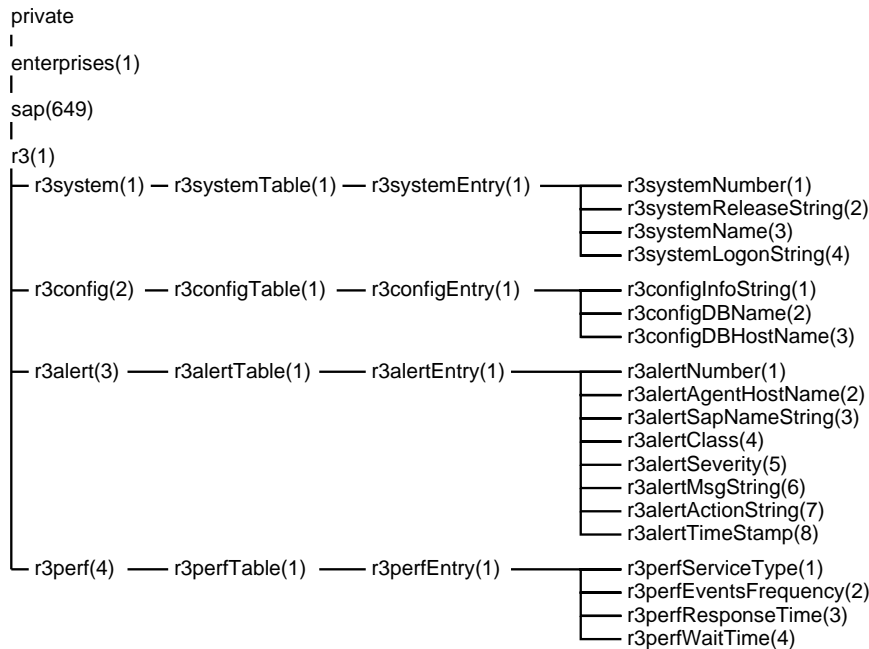 private
enterprises(1)
sap(649)
r3(1)
r3system(1) r3systemTable(1) r3systemEntry(1) r3systemNumber(1)
r3systemReleaseString(2)
r3systemName(3)
r3systemLogonString(4)
r3config(2) r3configTable(1) r3configEntry(1) r3configInfoString(1)
r3configDBName(2)
r3configDBHostName(3)
r3alert(3) r3alertTable(1) r3alertEntry(1) r3alertNumber(1)
r3alertAgentHostName(2)
r3alertSapNameString(3)
r3alertClass(4)
r3alertSeverity(5)
r3alertMsgString(6)
r3alertActionString(7)
r3alertTimeStamp(8)
r3perf(4) r3perfTable(1) r3perfEntry(1) r3perfServiceType(1)
r3perfEventsFrequency(2)
r3perfResponseTime(3)
r3perfWaitTime(4)